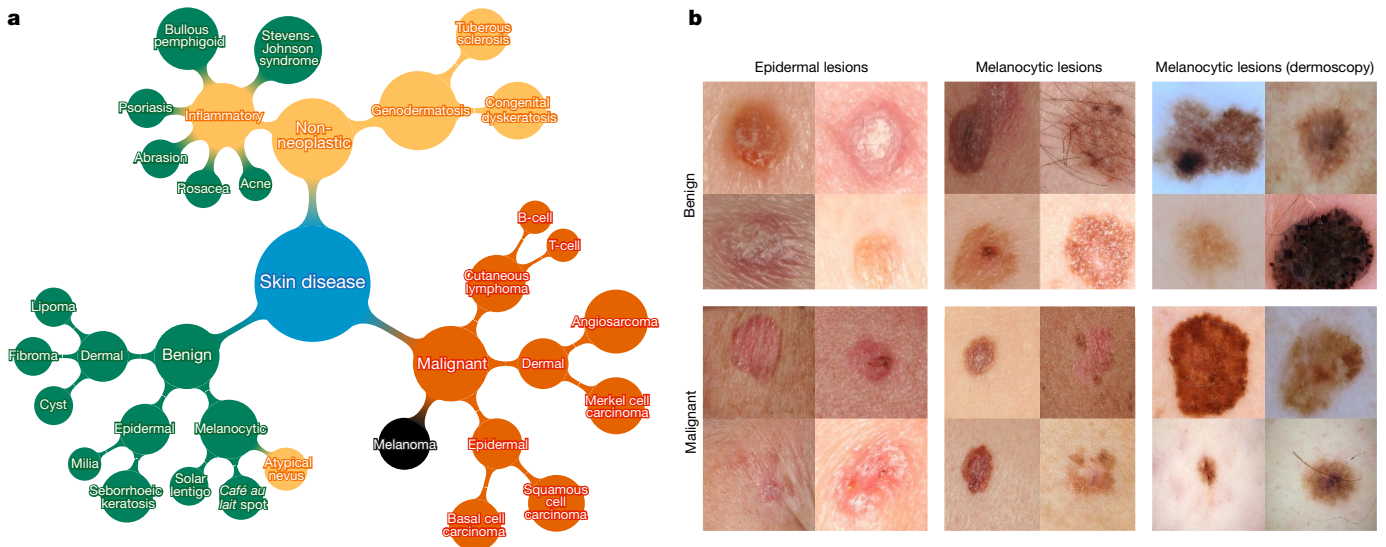 a
Bullous
pemphigoid
Stevens-
Johnson
syndrome
Tuberous
sclerosis
Psoriasis
Inflammatory
Non-
neoplastic
Genodermatosis
Congenital
dyskeratosis
Abrasion
Rosacea
Acne
B-cell
T-cell
Cutaneous
lymphoma
Skin disease
Lipoma
Angiosarcoma
Fibroma
Dermal
Benign
Malignant
Dermal
Cyst
Merkel cell
carcinoma
Epidermal
Melanocytic
Melanoma
Epidermal
Milia
Seborrhoeic
keratosis
Solar
lentigo
Café au
lait spot
Atypical
nevus
Basal cell
carcinoma
Squamous
cell
carcinoma
b
Epidermal lesions
Melanocytic lesions
Melanocytic lesions (dermoscopy)
Benign
Malignant